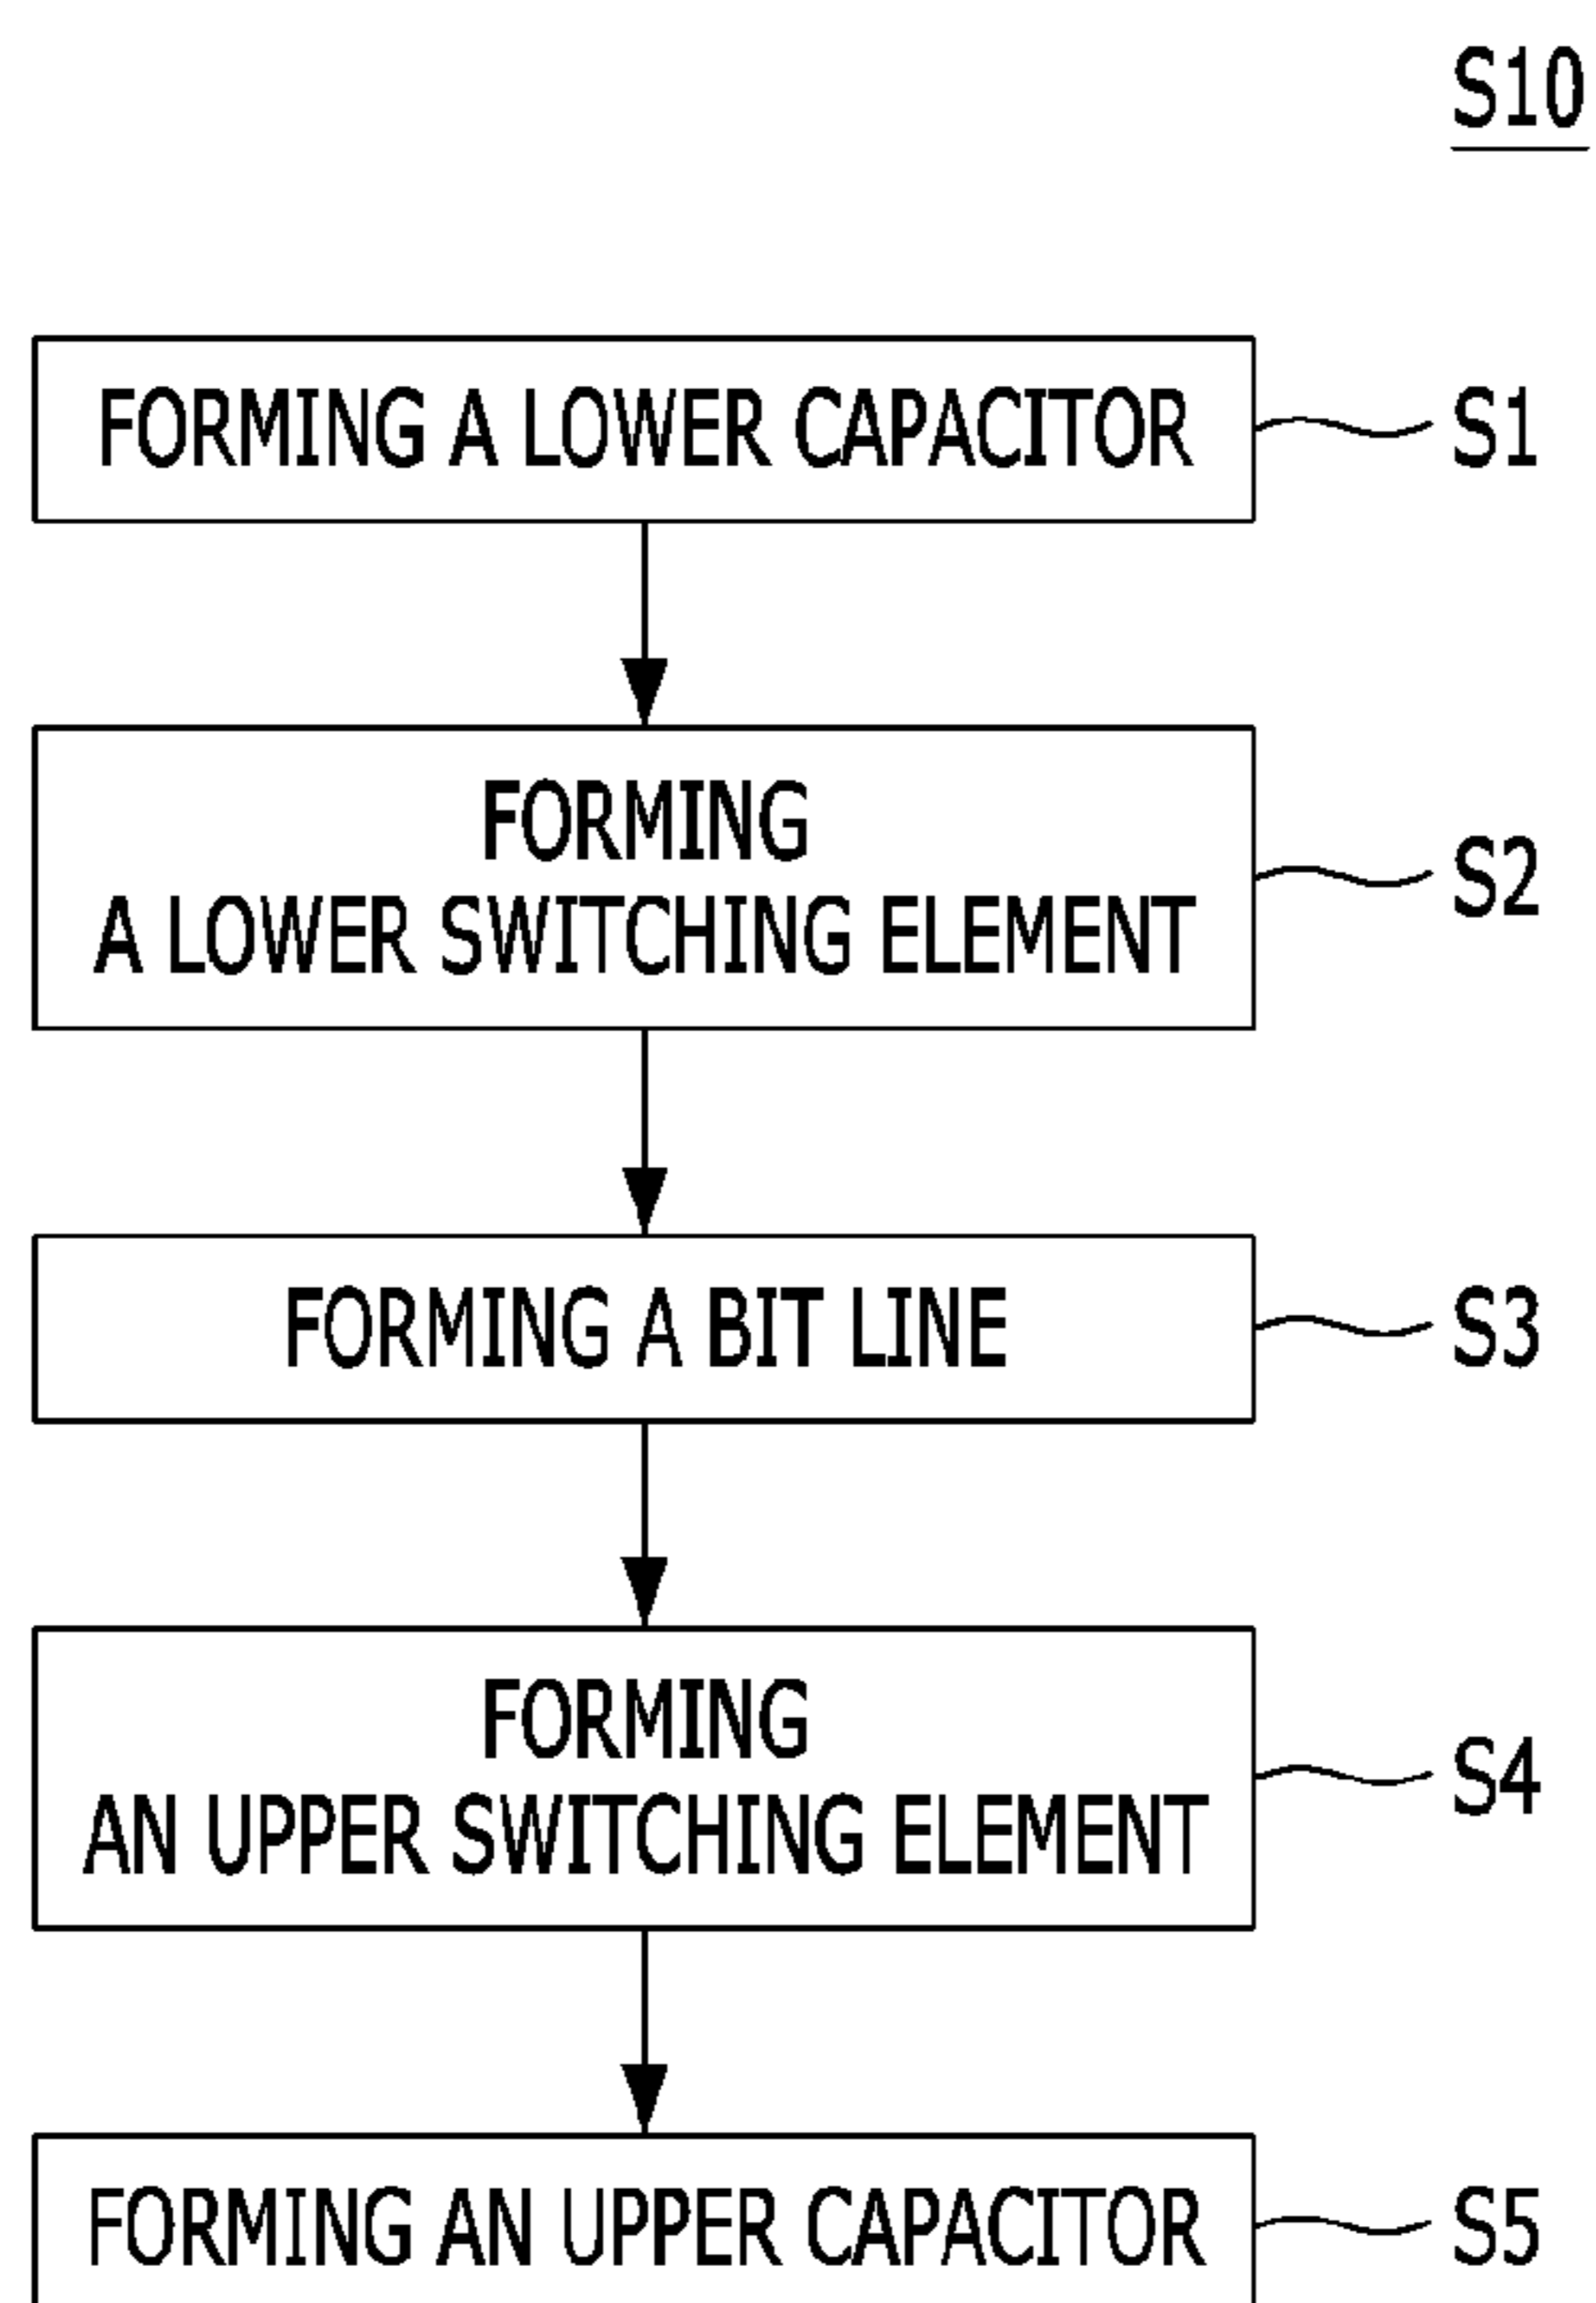 S10
FORMING A LOWER CAPACITOR
S1
FORMING
A LOWER SWITCHING ELEMENT
S2
FORMING A BIT LINE
S3
FORMING
AN UPPER SWITCHING ELEMENT
S4
FORMING AN UPPER CAPACITOR
S5